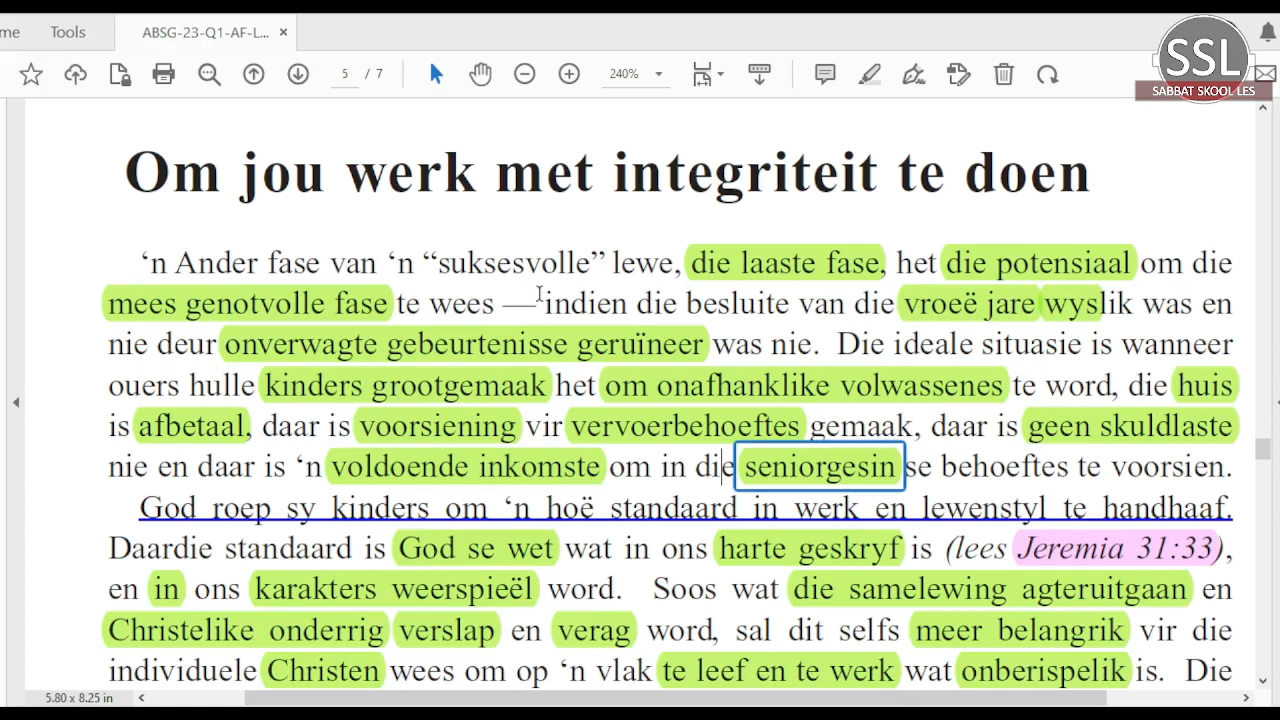 me Tools ABSG-23-Q1-AF-L... ×
5 / 7 240%
SSL
SABBAT SKOOL LES
Om jou werk met integriteit te doen
‘n Ander fase van ‘n “suksesvolle” lewe, die laaste fase, het die potensiaal om die
mees genotvolle fase te wees — indien die besluite van die vroeë jare wyslik was en
nie deur onverwagte gebeurtenisse geruïneer was nie. Die ideale situasie is wanneer
ouers hulle kinders grootgemaak het om onafhanklike volwassenes te word, die huis
is afbetaal, daar is voorsiening vir vervoerbehoeftes gemaak, daar is geen skuldlaste
nie en daar is ‘n voldoende inkomste om in die seniorgesin se behoeftes te voorsien.
God roep sy kinders om ‘n hoë standaard in werk en lewenstyl te handhaaf.
Daardie standaard is God se wet wat in ons harte geskryf is (lees Jeremia 31:33),
en in ons karakters weerspieël word. Soos wat die samelewing agteruitgaan en
Christelike onderrig verslap en verag word, sal dit selfs meer belangrik vir die
individuele Christen wees om op ‘n vlak te leef en te werk wat onberispelik is. Die
5.80 x 8.25 in